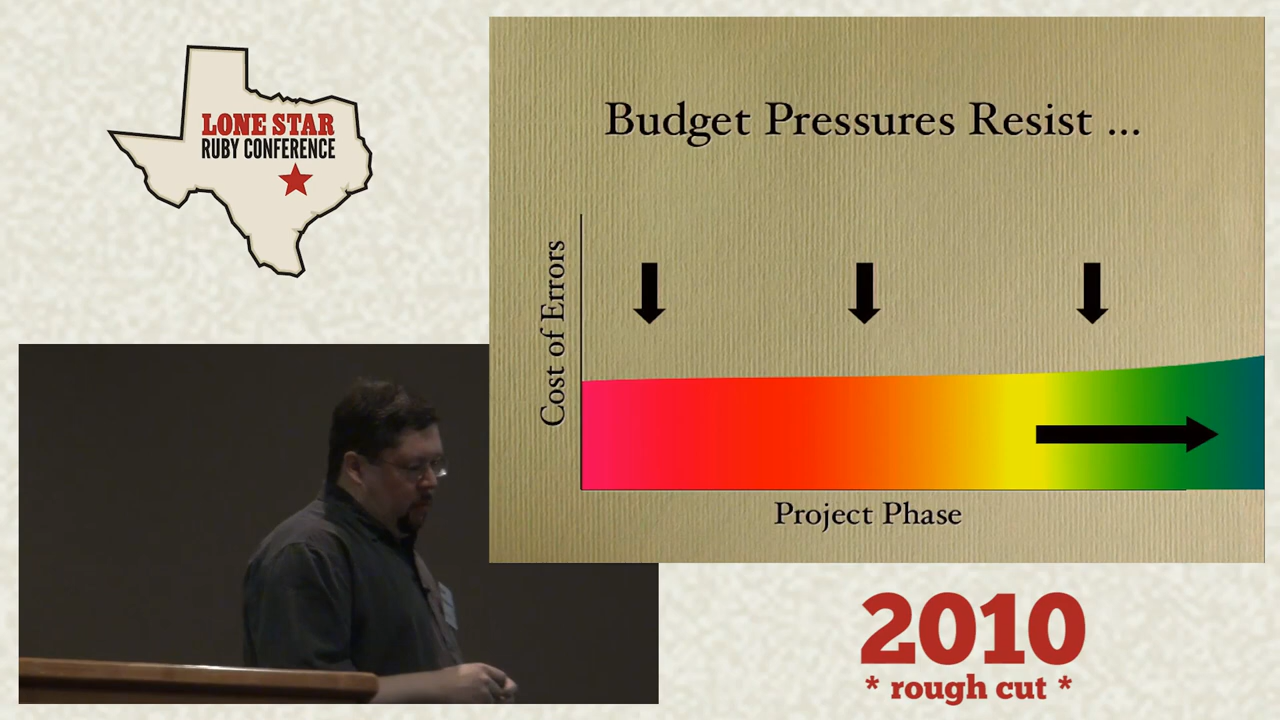 LONE STAR
RUBY CONFERENCE
Budget Pressures Resist ...
Cost of Errors
Project Phase
2010
* rough cut *